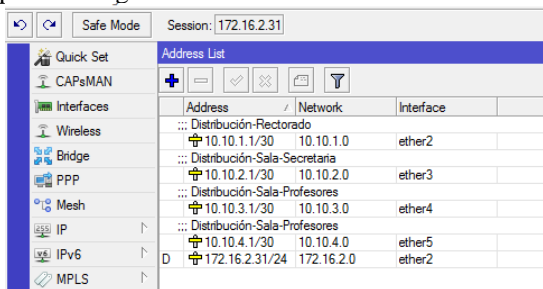 Safe Mode Session: 172.16.2.31
Quick Set
CAPsMAN
Interfaces
Wireless
Bridge
PPP
Mesh
IP
IPv6
MPLS
Address List
Address / Network Interface
;;; Distribución-Rectorado
10.10.1.1/30 10.10.1.0 ether2
;;; Distribución-Sala-Secretaria
10.10.2.1/30 10.10.2.0 ether3
;;; Distribución-Sala-Profesores
10.10.3.1/30 10.10.3.0 ether4
;;; Distribución-Sala-Profesores
10.10.4.1/30 10.10.4.0 ether5
D 172.16.2.31/24 172.16.2.0 ether2